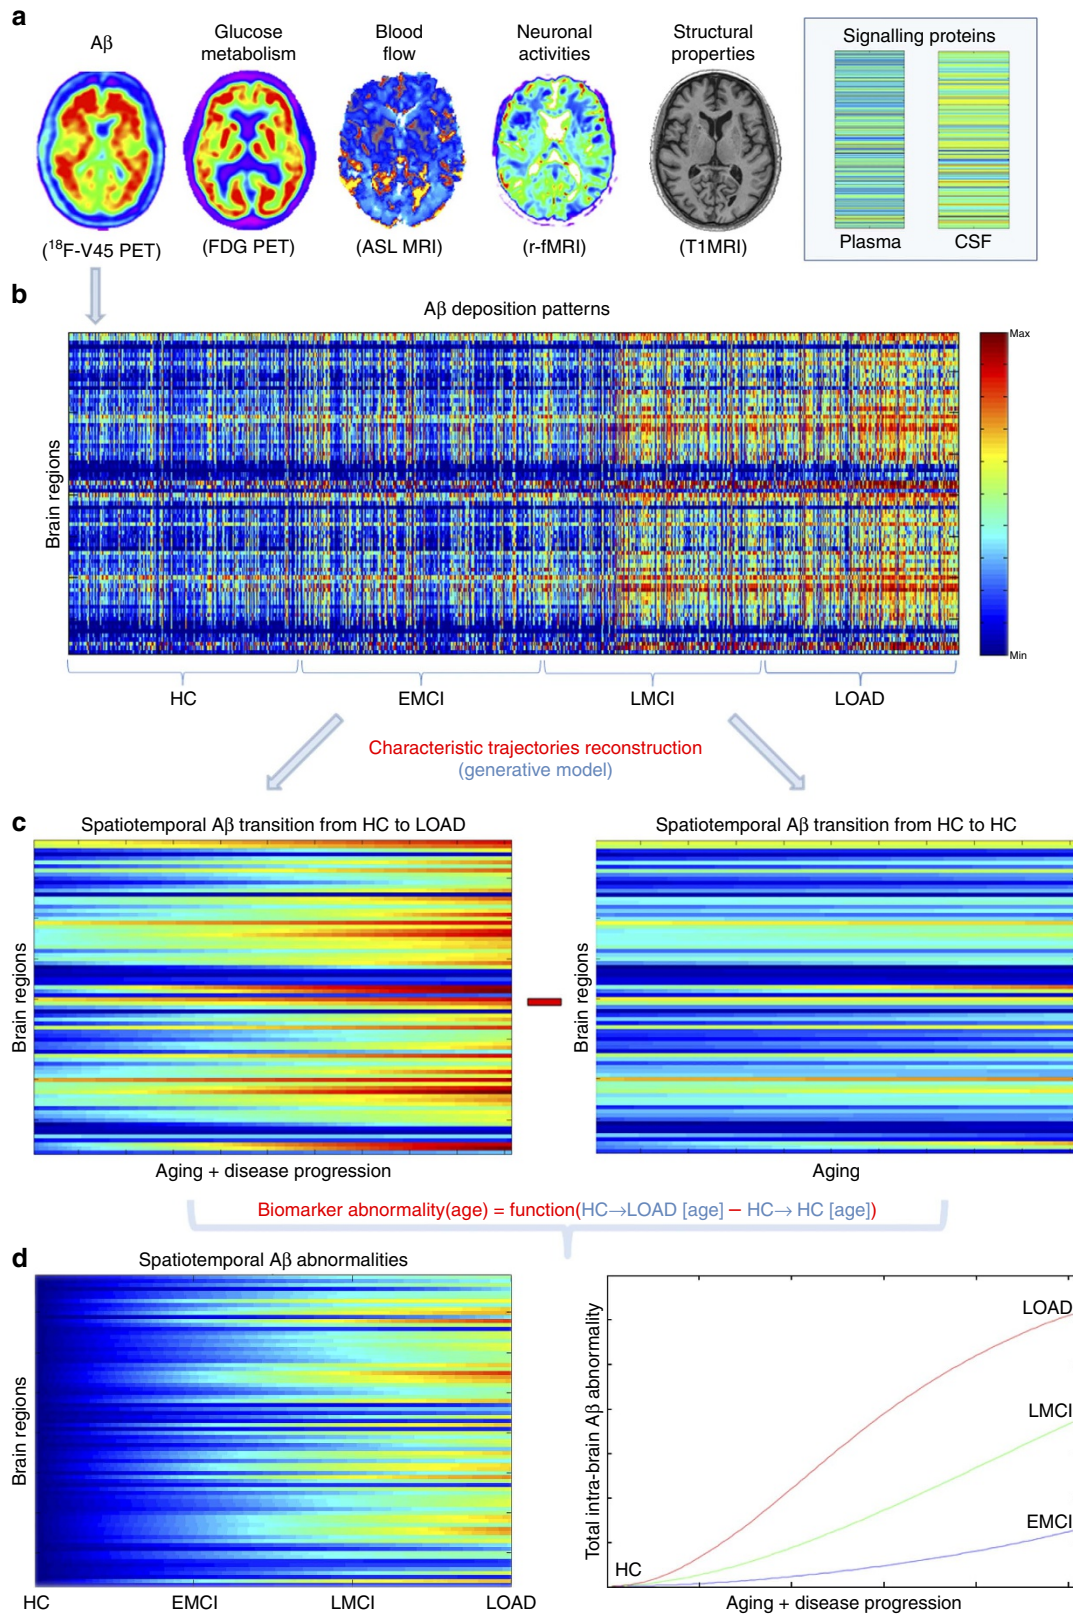 a
Aβ
Glucose
metabolism
Blood
flow
Neuronal
activities
Structural
properties
Signalling proteins
(¹⁸F-V45 PET)
(FDG PET)
(ASL MRI)
(r-fMRI)
(T1MRI)
Plasma
CSF
b
Aβ deposition patterns
Brain regions
Max
Min
HC
EMCI
LMCI
LOAD
Characteristic trajectories reconstruction
(generative model)
c
Spatiotemporal Aβ transition from HC to LOAD
Brain regions
Aging + disease progression
Spatiotemporal Aβ transition from HC to HC
Brain regions
Aging
Biomarker abnormality(age) = function(HC→LOAD [age] – HC→ HC [age])
d
Spatiotemporal Aβ abnormalities
Brain regions
HC
EMCI
LMCI
LOAD
Total intra-brain Aβ abnormality
LOAD
LMCI
EMCI
HC
Aging + disease progression